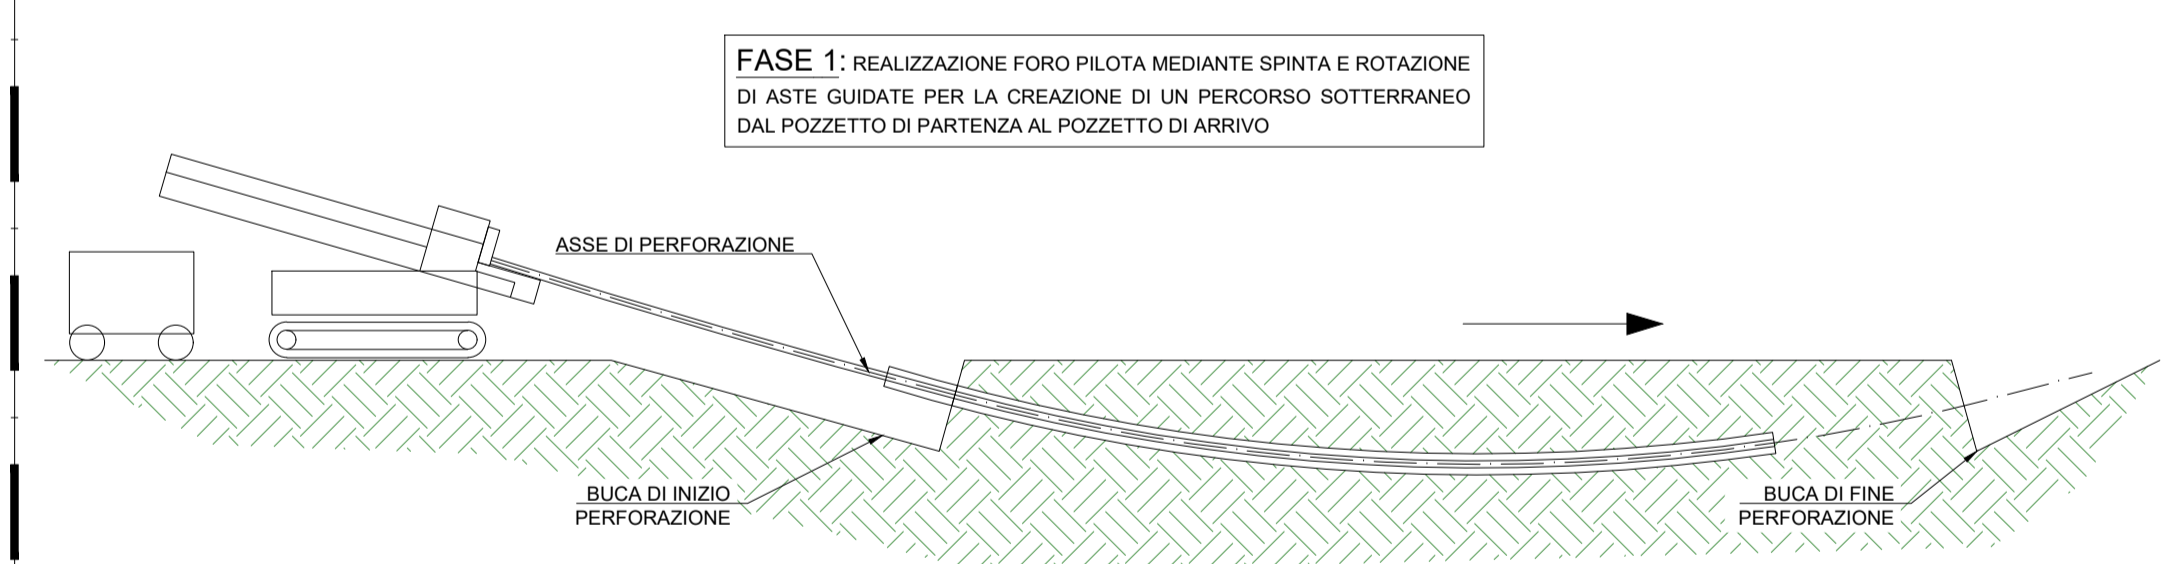 FASE 1: REALIZZAZIONE FORO PILOTA MEDIANTE SPINTA E ROTAZIONE
DI ASTE GUIDATE PER LA CREAZIONE DI UN PERCORSO SOTTERRANEO
DAL POZZETTO DI PARTENZA AL POZZETTO DI ARRIVO
ASSE DI PERFORAZIONE
BUCA DI INIZIO
PERFORAZIONE
BUCA DI FINE
PERFORAZIONE